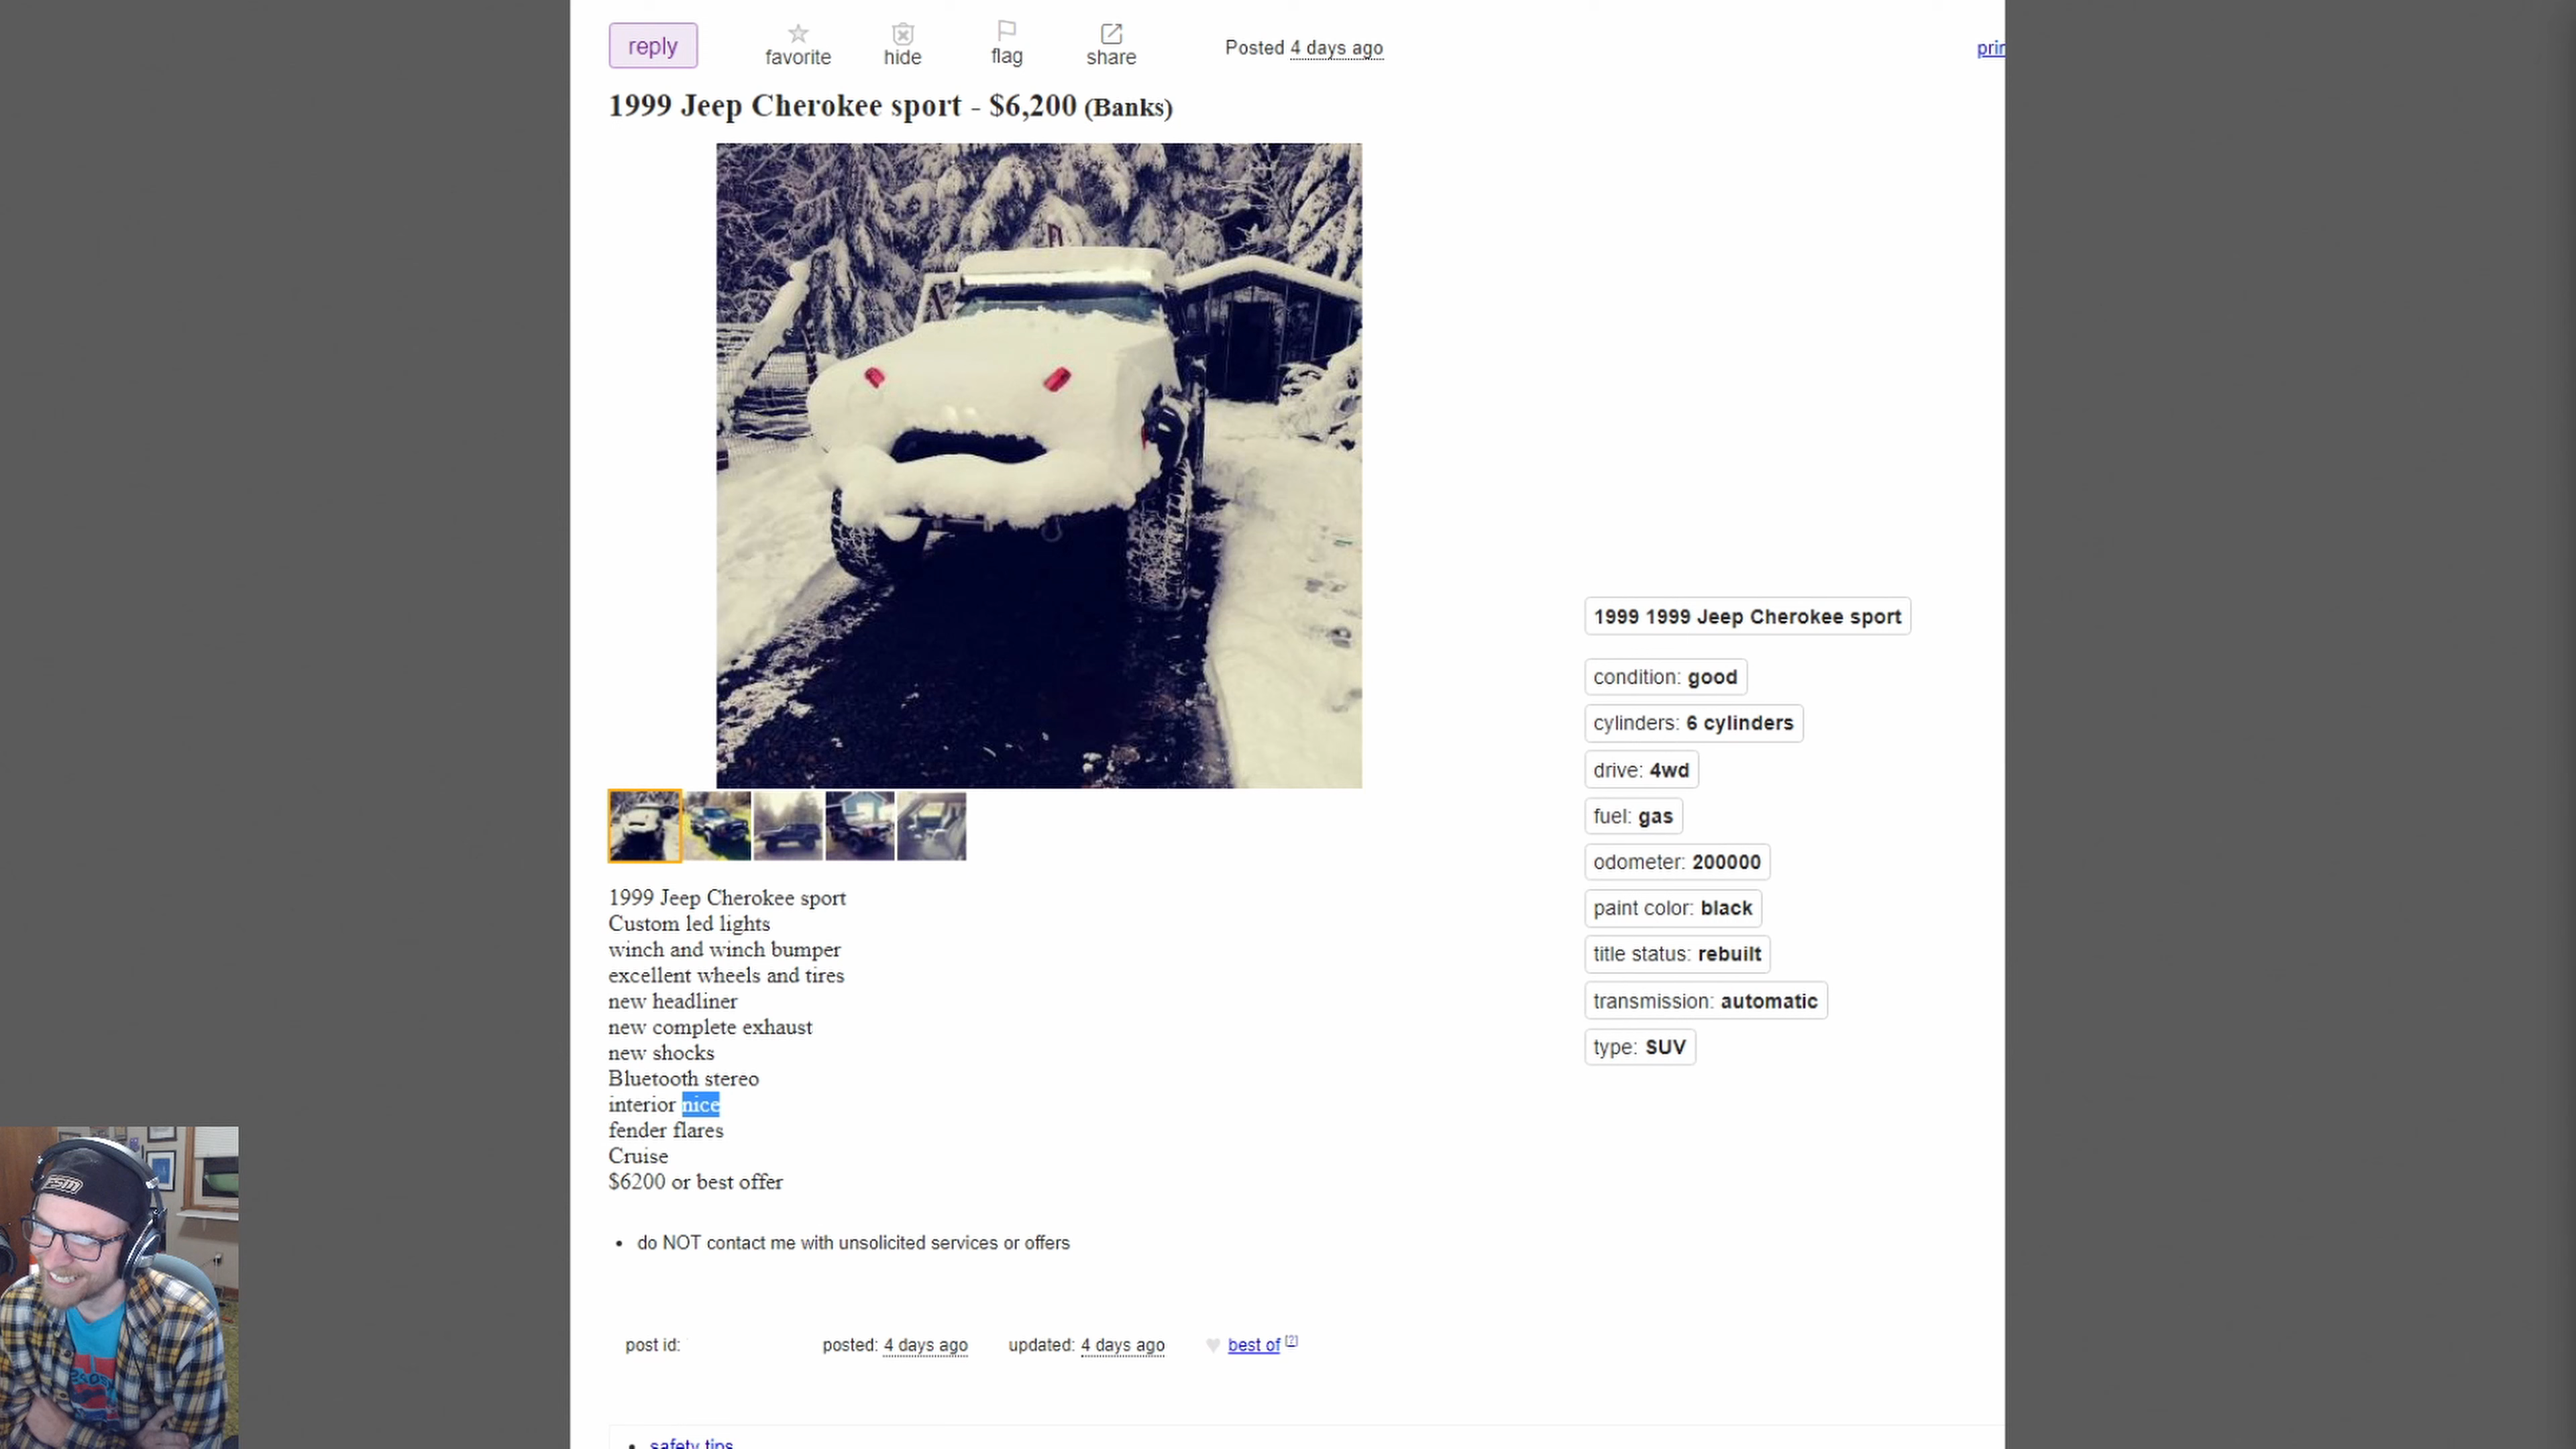 reply
favorite
hide
flag
share
Posted 4 days ago
1999 Jeep Cherokee sport - $6,200 (Banks)
1999 1999 Jeep Cherokee sport
condition: good
cylinders: 6 cylinders
drive: 4wd
fuel: gas
odometer: 200000
paint color: black
title status: rebuilt
transmission: automatic
type: SUV
1999 Jeep Cherokee sport
Custom led lights
winch and winch bumper
excellent wheels and tires
new headliner
new complete exhaust
new shocks
Bluetooth stereo
interior nice
fender flares
Cruise
$6200 or best offer
• do NOT contact me with unsolicited services or offers
post id:
posted: 4 days ago
updated: 4 days ago
best of [?]
• safety tips